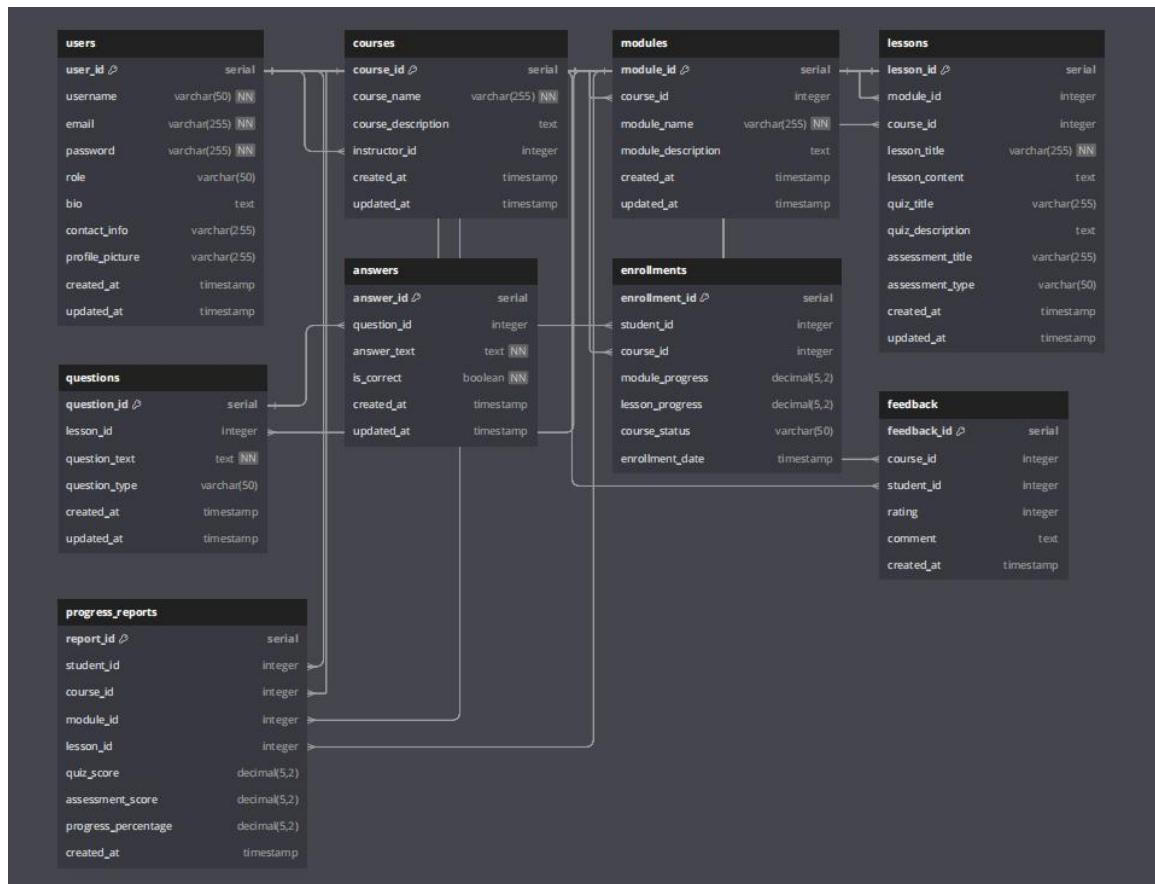 users
user_id serial
username varchar(50) NN
email varchar(255) NN
password varchar(255) NN
role varchar(50)
bio text
contact_info varchar(255)
profile_picture varchar(255)
created_at timestamp
updated_at timestamp
courses
course_id serial
course_name varchar(255) NN
course_description text
instructor_id integer
created_at timestamp
updated_at timestamp
modules
module_id serial
course_id integer
module_name varchar(255) NN
module_description text
created_at timestamp
updated_at timestamp
lessons
lesson_id serial
module_id integer
course_id integer
lesson_title varchar(255) NN
lesson_content text
quiz_title varchar(255)
quiz_description text
assessment_title varchar(255)
assessment_type varchar(50)
created_at timestamp
updated_at timestamp
answers
answer_id serial
question_id integer
answer_text text NN
is_correct boolean NN
created_at timestamp
updated_at timestamp
enrollments
enrollment_id serial
student_id integer
course_id integer
module_progress decimal(5,2)
lesson_progress decimal(5,2)
course_status varchar(50)
enrollment_date timestamp
questions
question_id serial
lesson_id integer
question_text text NN
question_type varchar(50)
created_at timestamp
updated_at timestamp
feedback
feedback_id serial
course_id integer
student_id integer
rating integer
comment text
created_at timestamp
progress_reports
report_id serial
student_id integer
course_id integer
module_id integer
lesson_id integer
quiz_score decimal(5,2)
assessment_score decimal(5,2)
progress_percentage decimal(5,2)
created_at timestamp